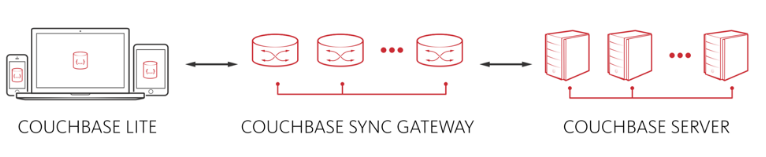 COUCHBASE LITE
COUCHBASE SYNC GATEWAY
COUCHBASE SERVER